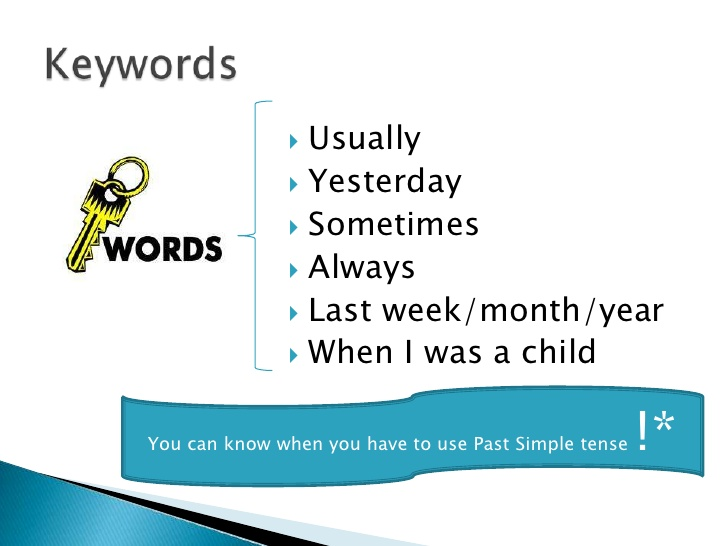 Keywords
WORDS
Usually
Yesterday
Sometimes
Always
Last week/month/year
When I was a child
You can know when you have to use Past Simple tense !*